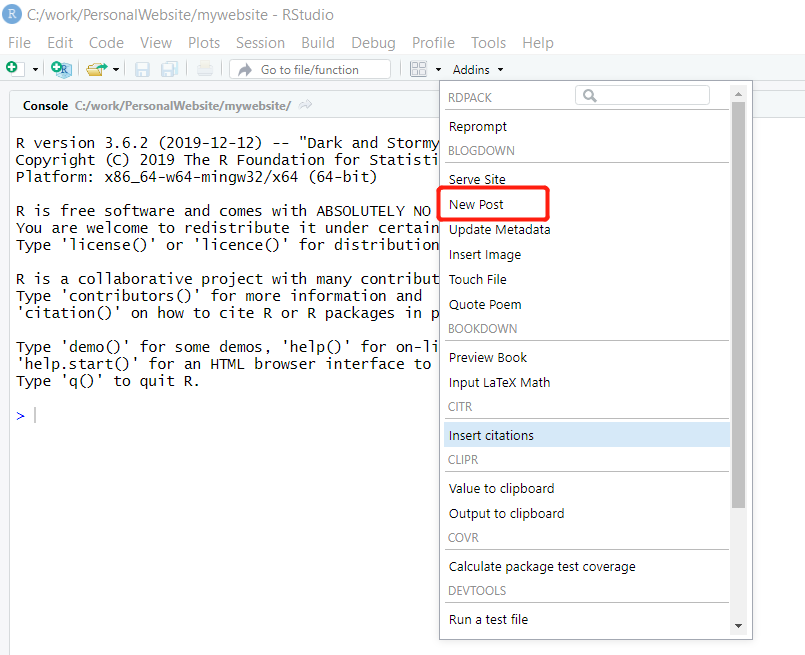 R C:/work/PersonalWebsite/mywebsite - RStudio
File Edit Code View Plots Session Build Debug Profile Tools Help
Go to file/function Addins
Console C:/work/PersonalWebsite/mywebsite/
R version 3.6.2 (2019-12-12) -- "Dark and Stormy
Copyright (C) 2019 The R Foundation for Statisti
Platform: x86_64-w64-mingw32/x64 (64-bit)
R is free software and comes with ABSOLUTELY NO
You are welcome to redistribute it under certain
Type 'license()' or 'licence()' for distribution
R is a collaborative project with many contribut
Type 'contributors()' for more information and
'citation()' on how to cite R or R packages in p
Type 'demo()' for some demos, 'help()' for on-li
'help.start()' for an HTML browser interface to
Type 'q()' to quit R.
>
RDPACK
Reprompt
BLOGDOWN
Serve Site
New Post
Update Metadata
Insert Image
Touch File
Quote Poem
BOOKDOWN
Preview Book
Input LaTeX Math
CITR
Insert citations
CLIPR
Value to clipboard
Output to clipboard
COVR
Calculate package test coverage
DEVTOOLS
Run a test file